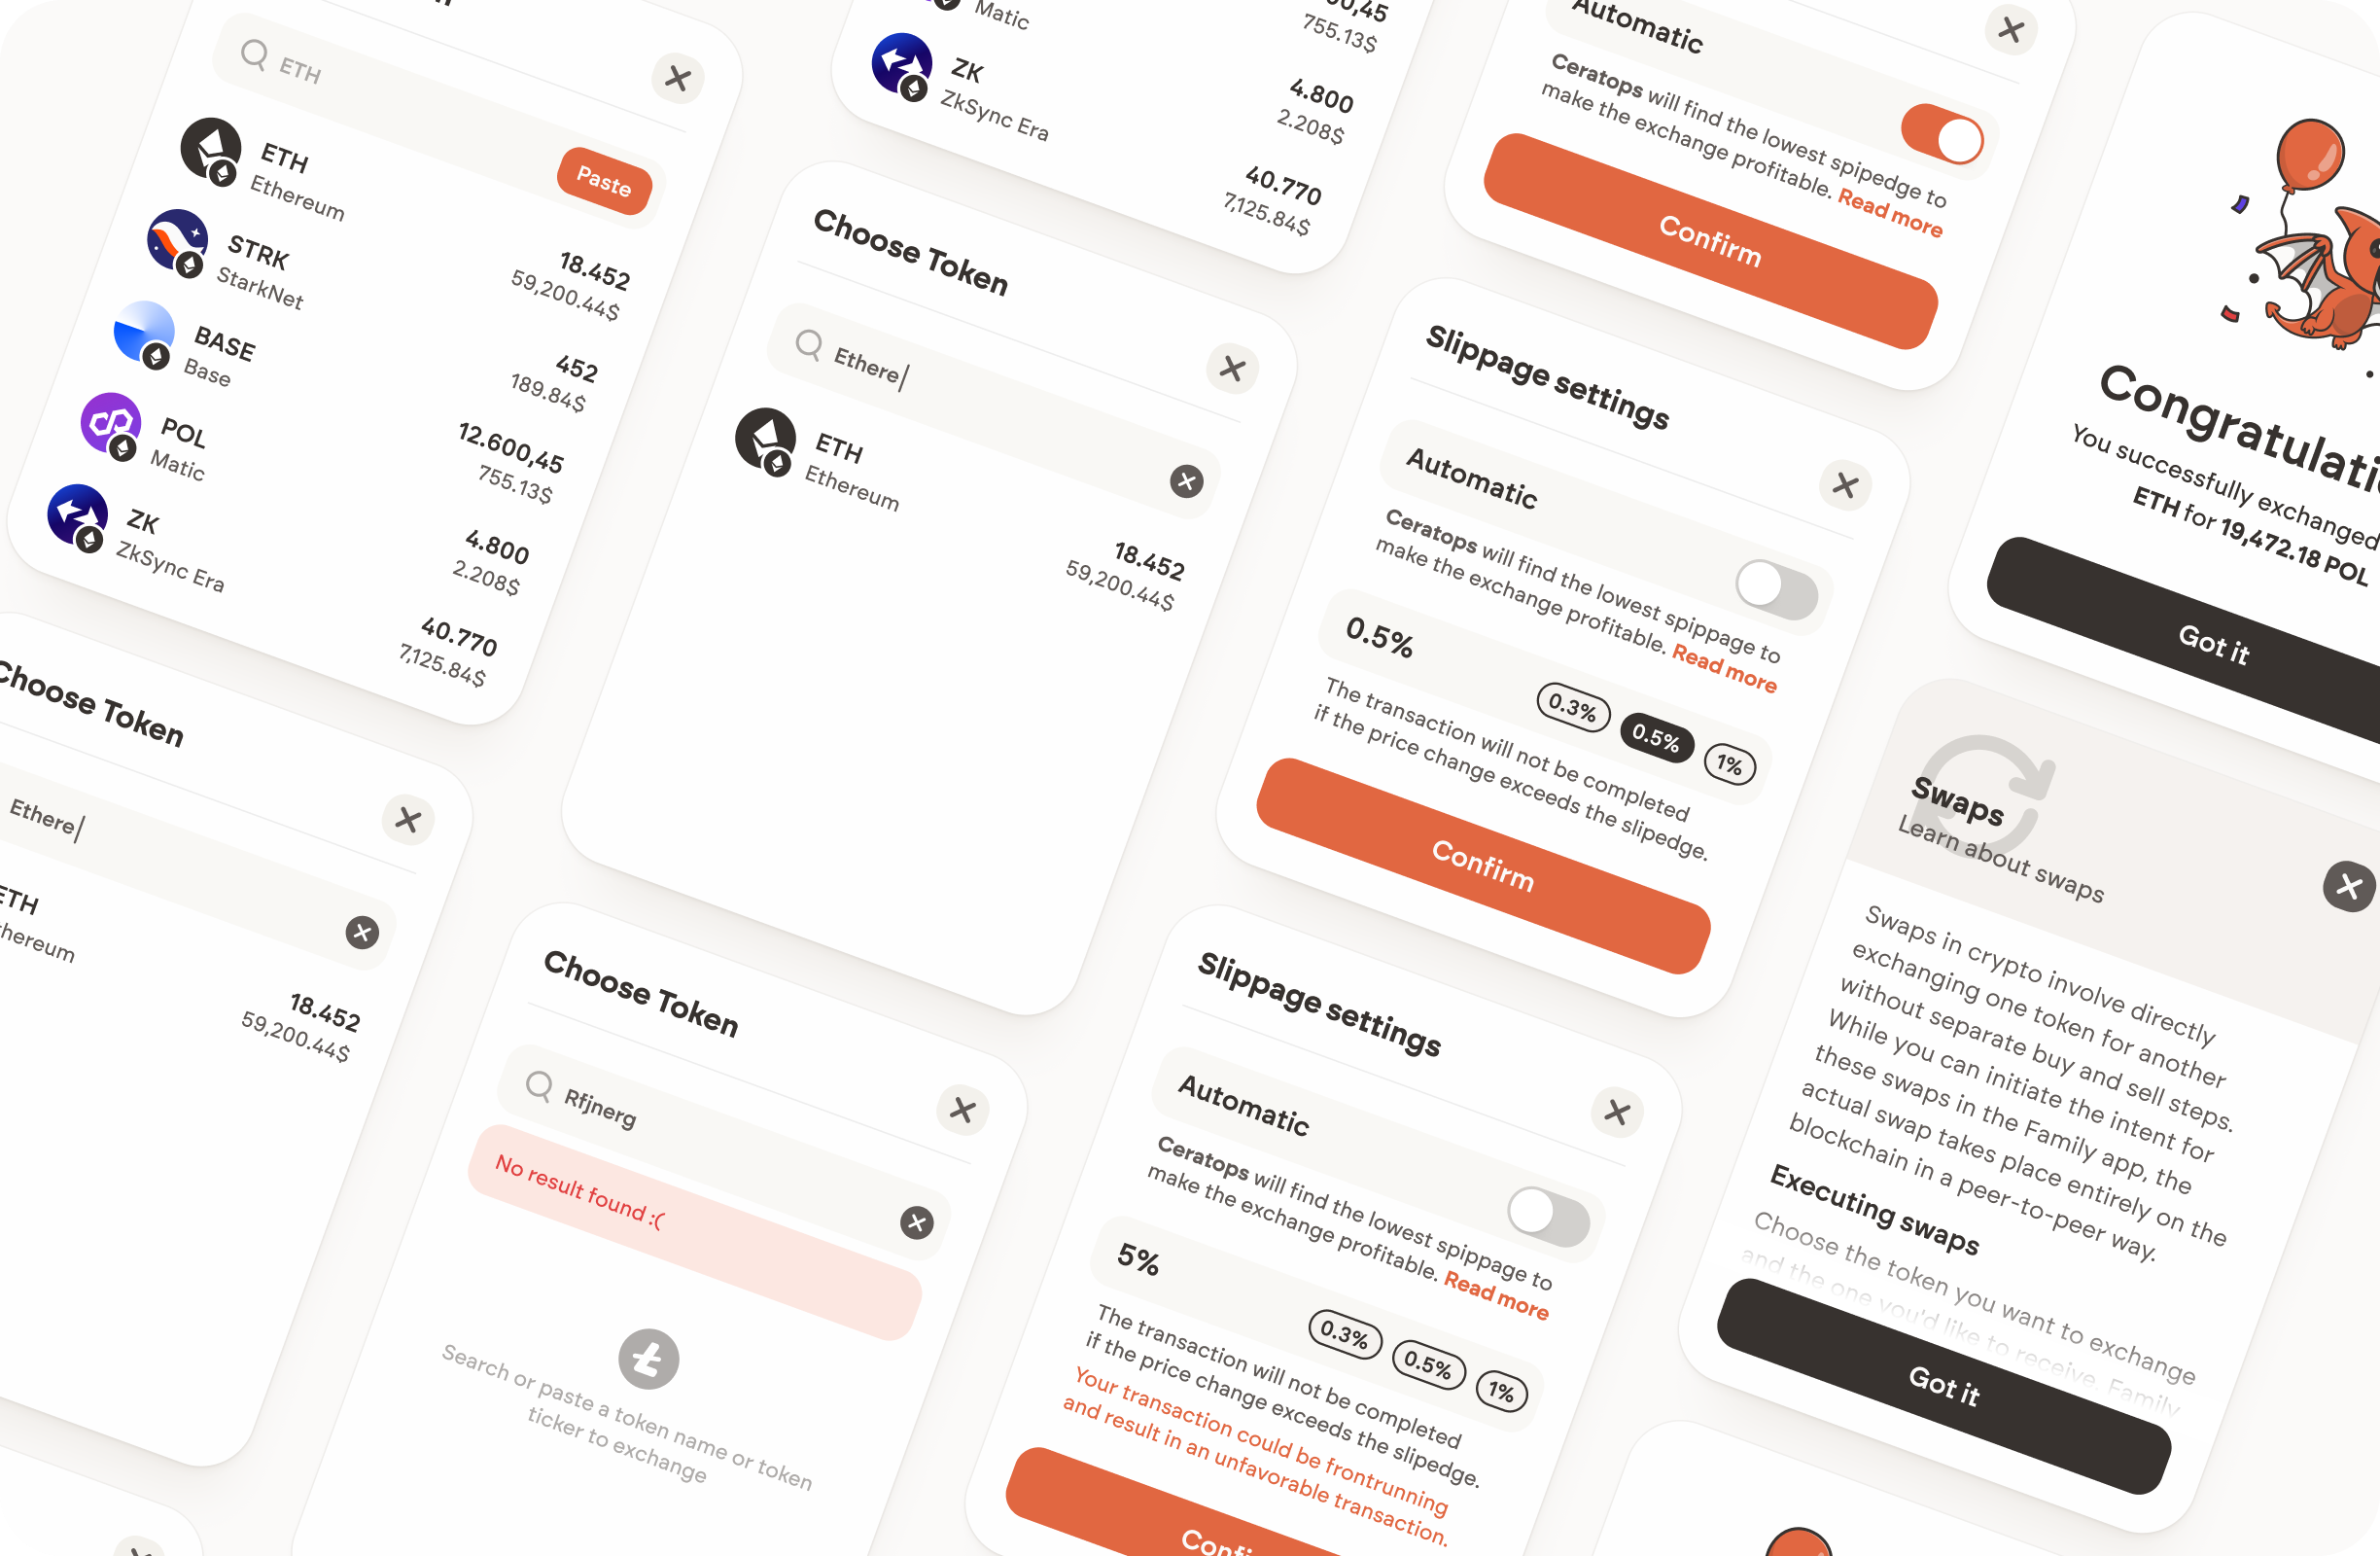 ETH
Paste
ETH
Ethereum
18.452
59,200.44$
STRK
StarkNet
452
189.84$
BASE
Base
12.600,45
755.13$
POL
Matic
4.800
2.208$
ZK
ZkSync Era
40.770
7,125.84$
Choose Token
Ethere
ETH
18.452
59,200.44$
Matic
755.13$
4.800
2.208$
ZK
ZkSync Era
40.770
7,125.84$
Choose Token
Ethere
ETH
Ethereum
18.452
59,200.44$
Choose Token
Rfjnerg
No result found :(
Search or paste a token name or token
ticker to exchange
Automatic
Ceratops will find the lowest spipedge to
make the exchange profitable. Read more
Confirm
Slippage settings
Automatic
Ceratops will find the lowest spippage to
make the exchange profitable. Read more
0.5%
0.3%
0.5%
1%
The transaction will not be completed
if the price change exceeds the slipedge.
Confirm
Slippage settings
Automatic
Ceratops will find the lowest spippage to
make the exchange profitable. Read more
5%
0.3%
0.5%
1%
The transaction will not be completed
if the price change exceeds the slipedge.
Your transaction could be frontrunning
and result in an unfavorable transaction.
You successfully exchanged
ETH for 19,472.18 POL
Got it
Swaps
Learn about swaps
Swaps in crypto involve directly
exchanging one token for another
without separate buy and sell steps.
While you can initiate the intent for
these swaps in the Family app, the
actual swap takes place entirely on the
blockchain in a peer-to-peer way.
Executing swaps
Choose the token you want to exchange
and the one you'd like to receive. Family
Got it